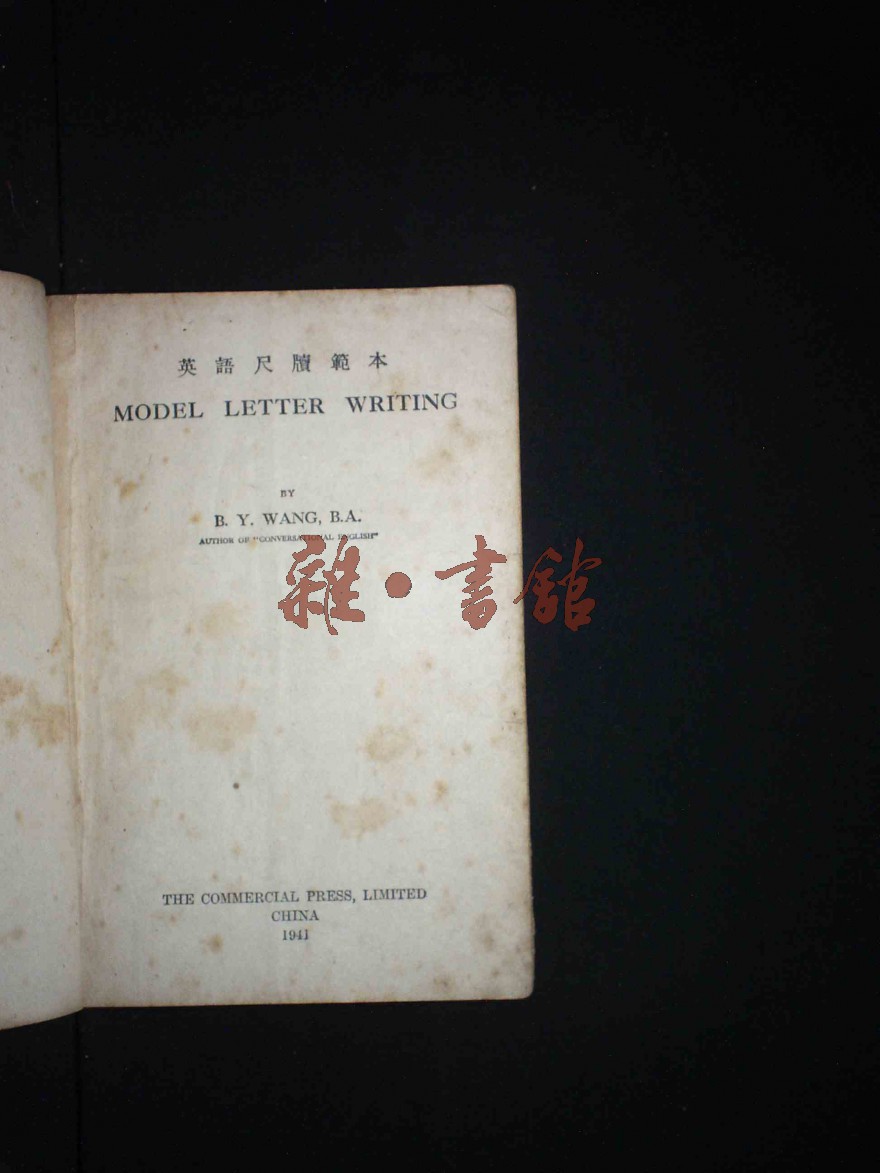 英語尺牘範本
MODEL LETTER WRITING
BY
B. Y. WANG, B.A.
AUTHOR OF "CONVERSATIONAL ENGLISH"
雜·書館
THE COMMERCIAL PRESS, LIMITED
CHINA
1941